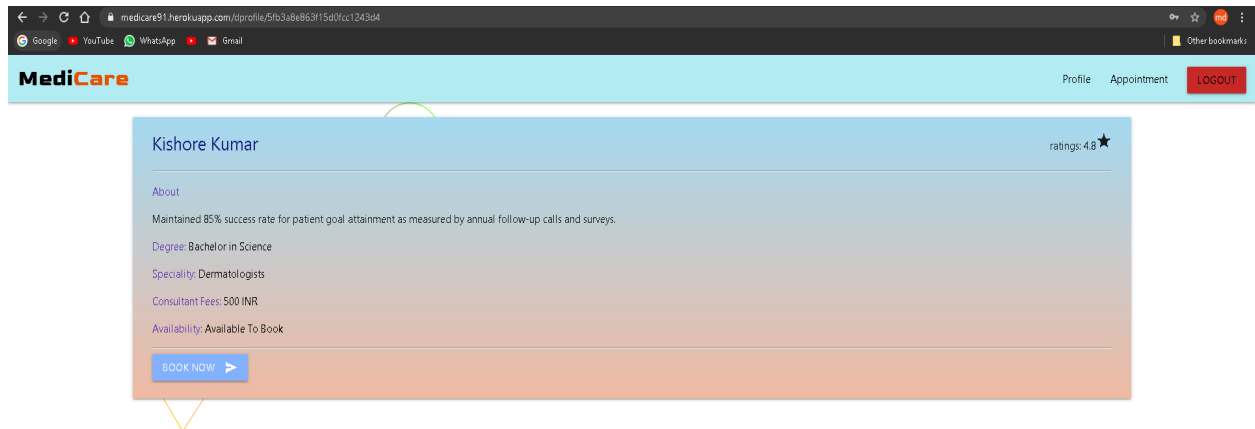 medicare91.herokuapp.com/dprofile/5fb3a8e863f15d0fcc1243d4
md
Google YouTube WhatsApp Gmail Other bookmarks
MediCare Profile Appointment LOGOUT
Kishore Kumar ratings: 4.8
About
Maintained 85% success rate for patient goal attainment as measured by annual follow-up calls and surveys.
Degree: Bachelor in Science
Speciality: Dermatologists
Consultant Fees: 500 INR
Availability: Available To Book
BOOK NOW